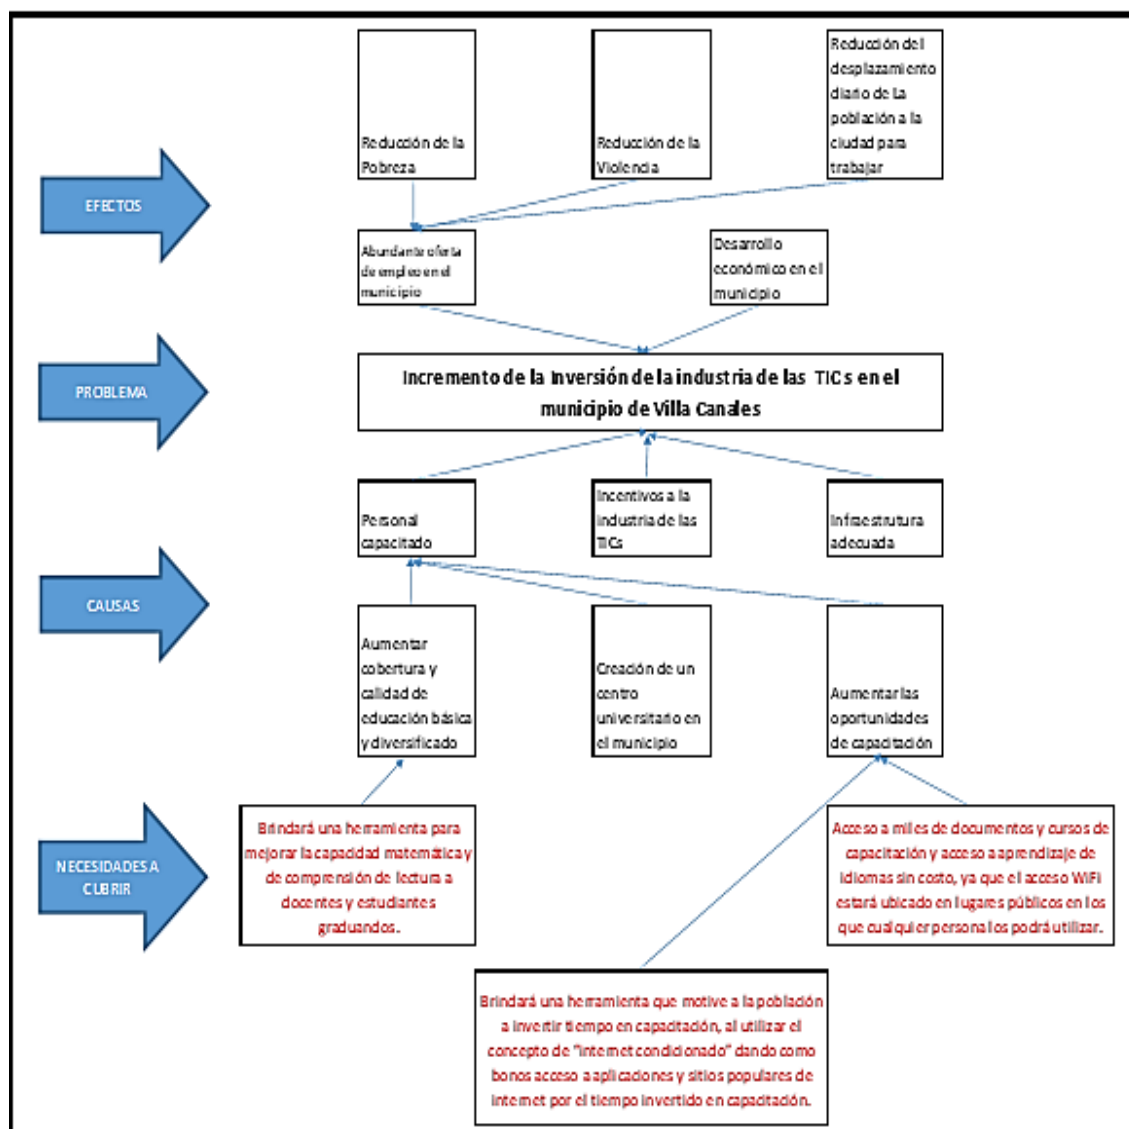 Reducción de la
Pobreza
Reducción de la
Violencia
Reducción del
desplazamiento
diario de La
población a la
ciudad para
trabajar
EFECTOS
Abundante oferta
de empleo en el
municipio
Desarrollo
económico en el
municipio
PROBLEMA
Incremento de la Inversión de la industria de las TICs en el
municipio de Villa Canales
Personal
capacitado
Incentivos a la
industria de las
TICs
Infraestrutura
adecuada
CAUSAS
Aumentar
cobertura y
calidad de
educación básica
y diversificado
Creación de un
centro
universitario en
el municipio
Aumentar las
oportunidades
de capacitación
NECESIDADES A
CUBRIR
Brindará una herramienta para
mejorar la capacidad matemática y
de comprensión de lectura a
docentes y estudiantes
graduandos.
Acceso a miles de documentos y cursos de
capacitación y acceso a aprendizaje de
idiomas sin costo, ya que el acceso WiFi
estará ubicado en lugares públicos en los
que cualquier persona los podrá utilizar.
Brindará una herramienta que motive a la población
a invertir tiempo en capacitación, al utilizar el
concepto de "internet condicionado" dando como
bonos acceso a aplicaciones y sitios populares de
internet por el tiempo invertido en capacitación.